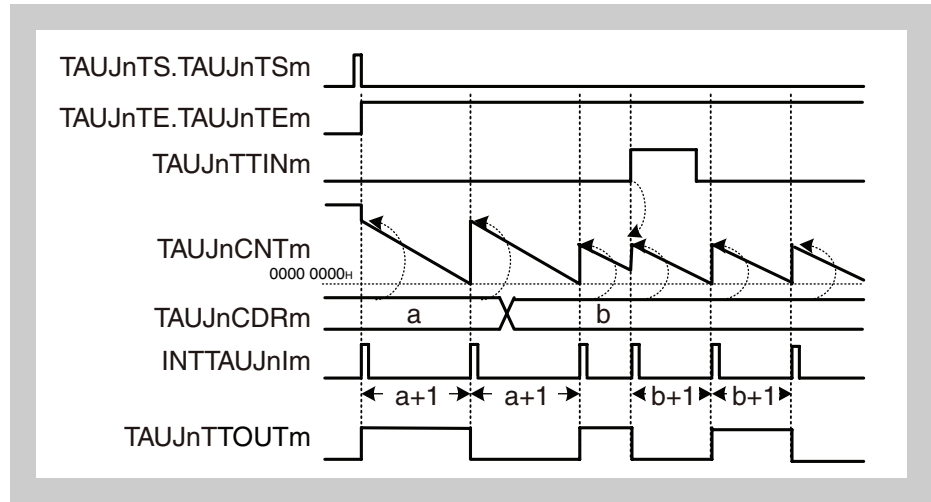 TAUJnTS.TAUJnTSm
TAUJnTE.TAUJnTEm
TAUJnTTINm
TAUJnCNTm
0000 0000H
TAUJnCDRm
a
b
INTTAUJnIm
a+1 a+1 b+1 b+1
TAUJnTTOUTm